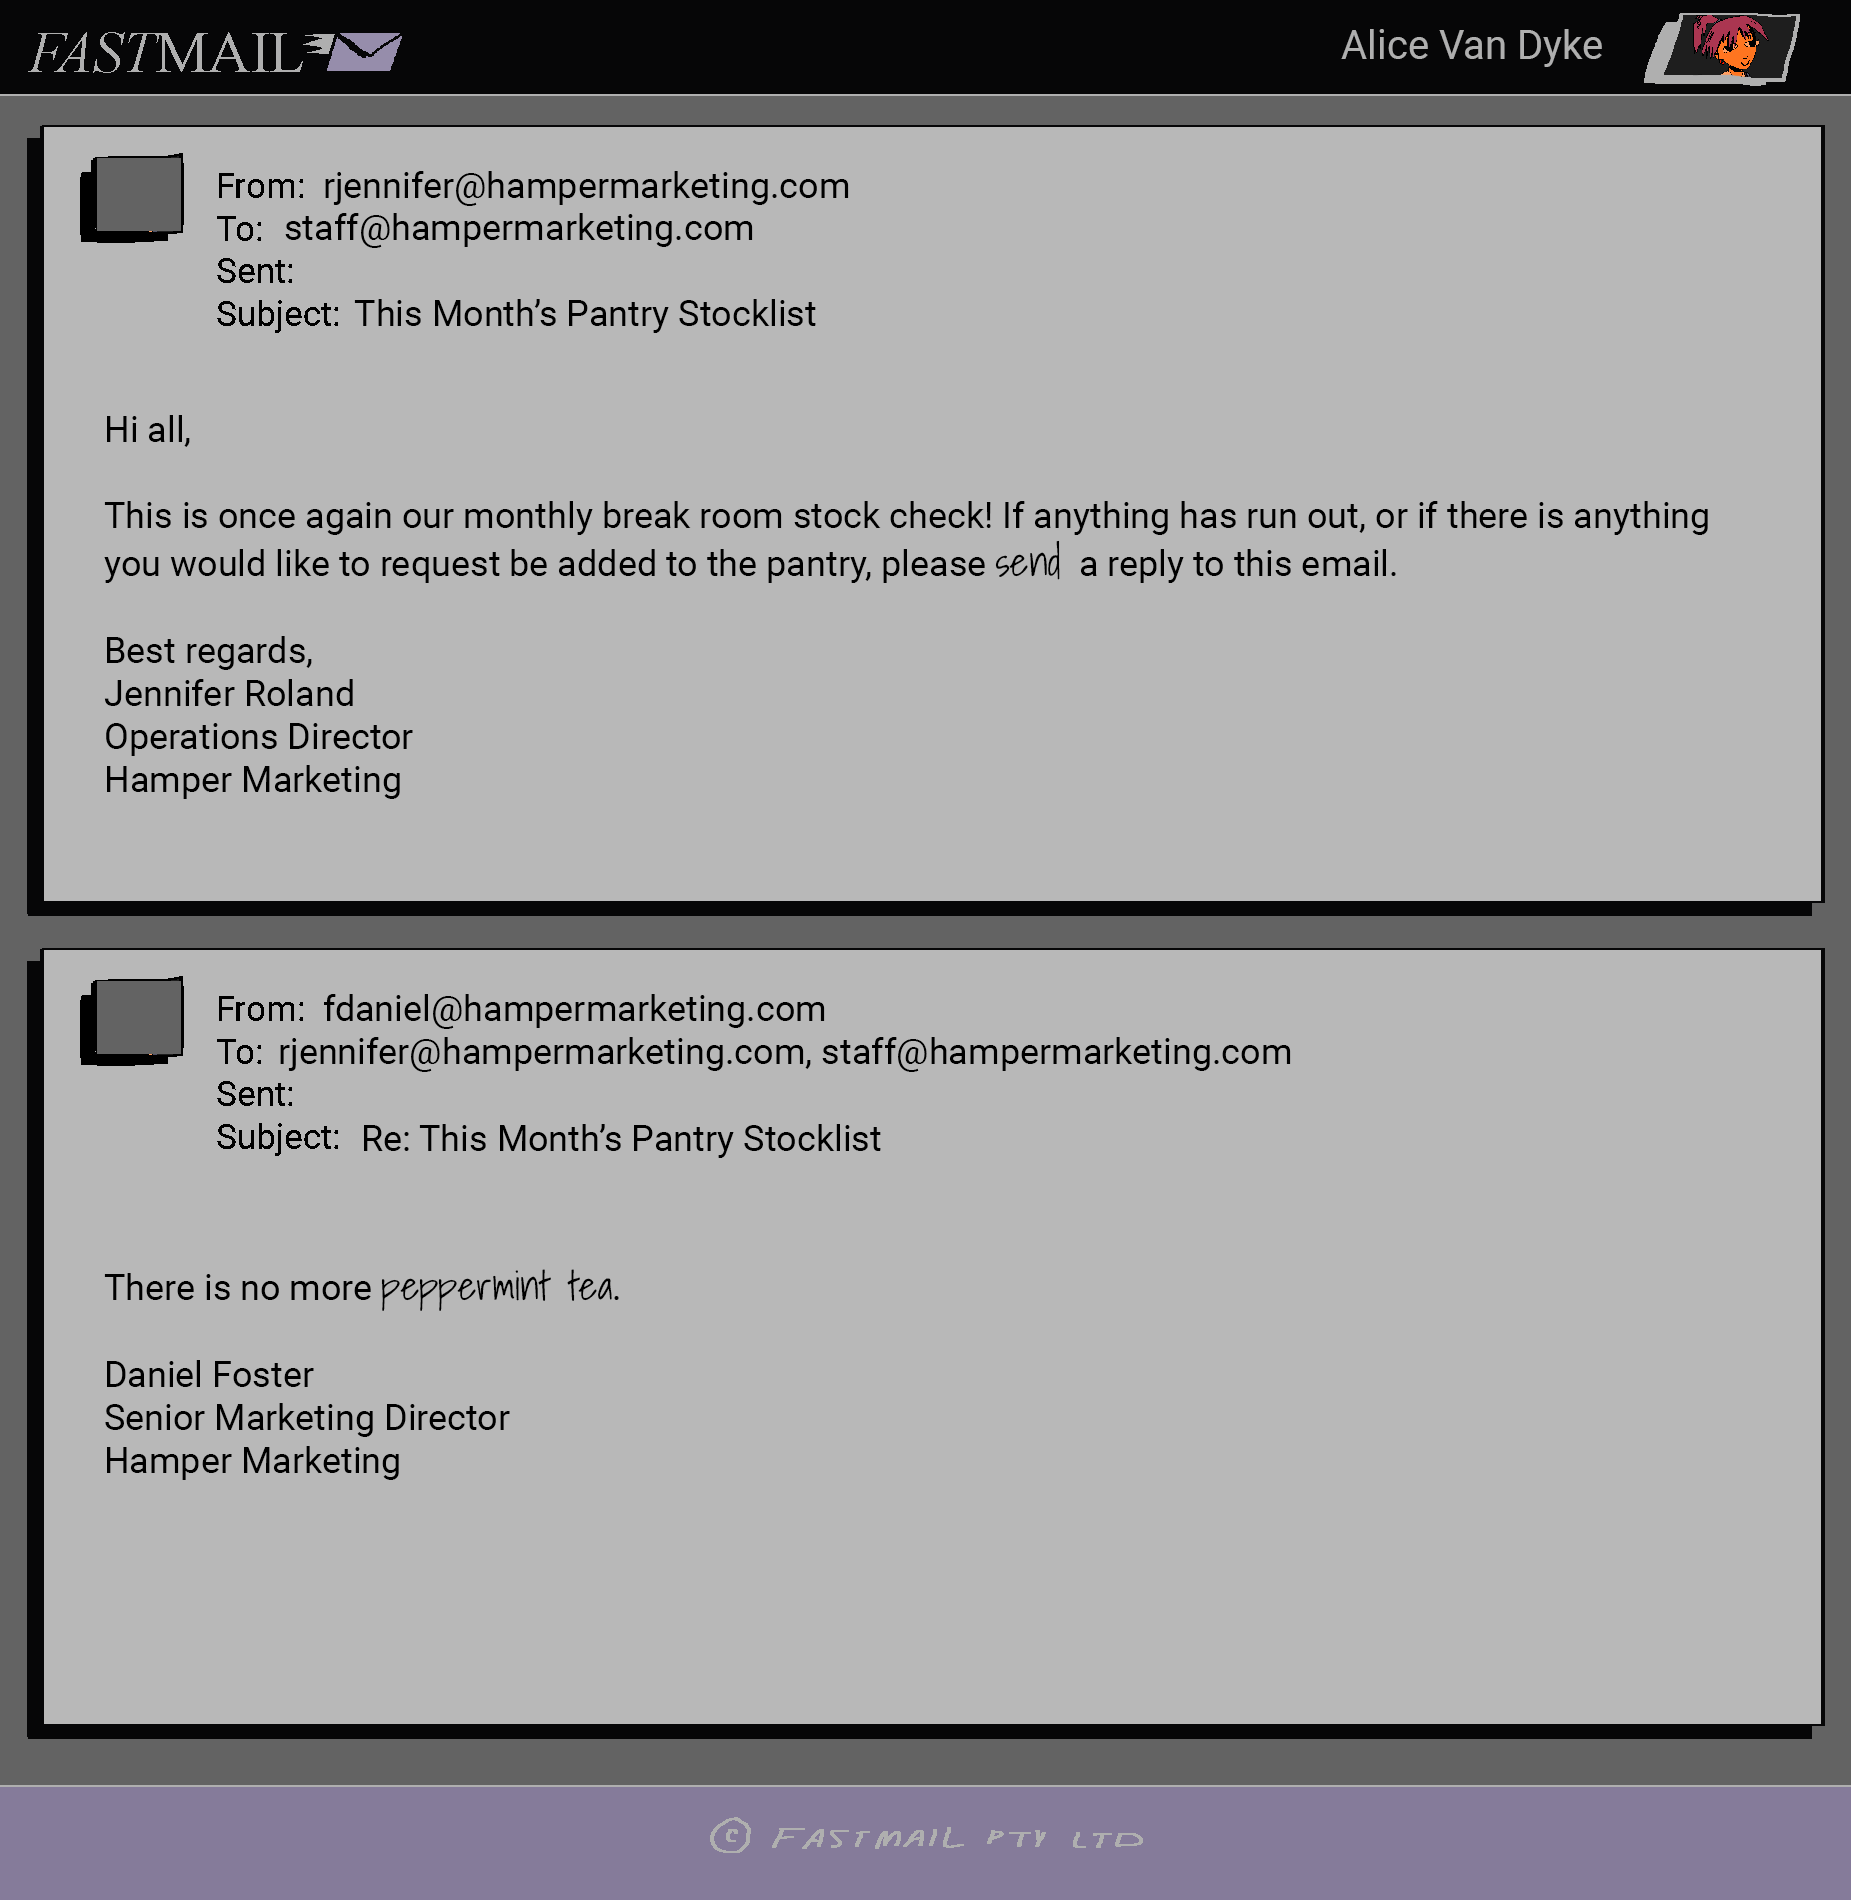 FASTMAIL
Alice Van Dyke
From: rjennifer@hampermarketing.com
To: staff@hampermarketing.com
Sent:
Subject: This Month’s Pantry Stocklist
Hi all,
This is once again our monthly break room stock check! If anything has run out, or if there is anything
you would like to request be added to the pantry, please send a reply to this email.
Best regards,
Jennifer Roland
Operations Director
Hamper Marketing
From: fdaniel@hampermarketing.com
To: rjennifer@hampermarketing.com, staff@hampermarketing.com
Sent:
Subject: Re: This Month’s Pantry Stocklist
There is no more peppermint tea.
Daniel Foster
Senior Marketing Director
Hamper Marketing
© FASTMAIL PTY LTD